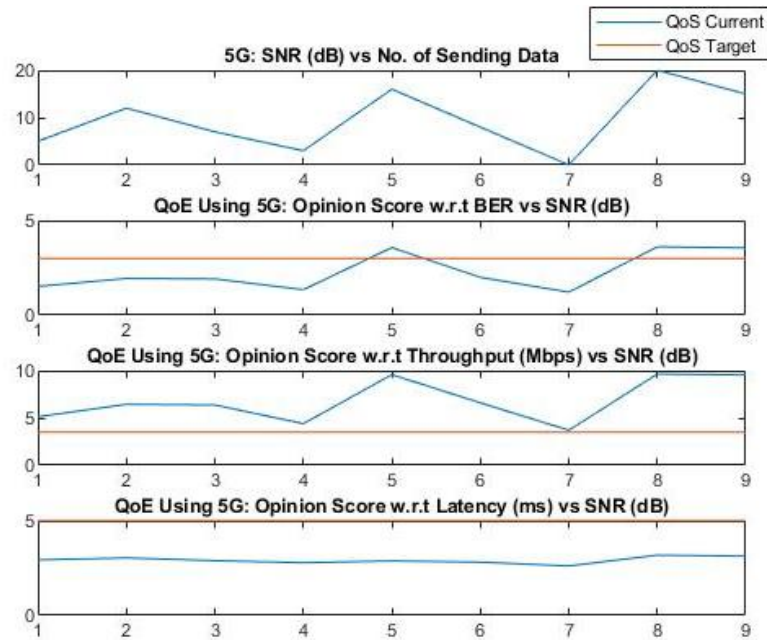 QoS Current
QoS Target
5G: SNR (dB) vs No. of Sending Data
20
10
0
1 2 3 4 5 6 7 8 9
QoE Using 5G: Opinion Score w.r.t BER vs SNR (dB)
5
0
1 2 3 4 5 6 7 8 9
QoE Using 5G: Opinion Score w.r.t Throughput (Mbps) vs SNR (dB)
10
5
0
1 2 3 4 5 6 7 8 9
QoE Using 5G: Opinion Score w.r.t Latency (ms) vs SNR (dB)
5
0
1 2 3 4 5 6 7 8 9